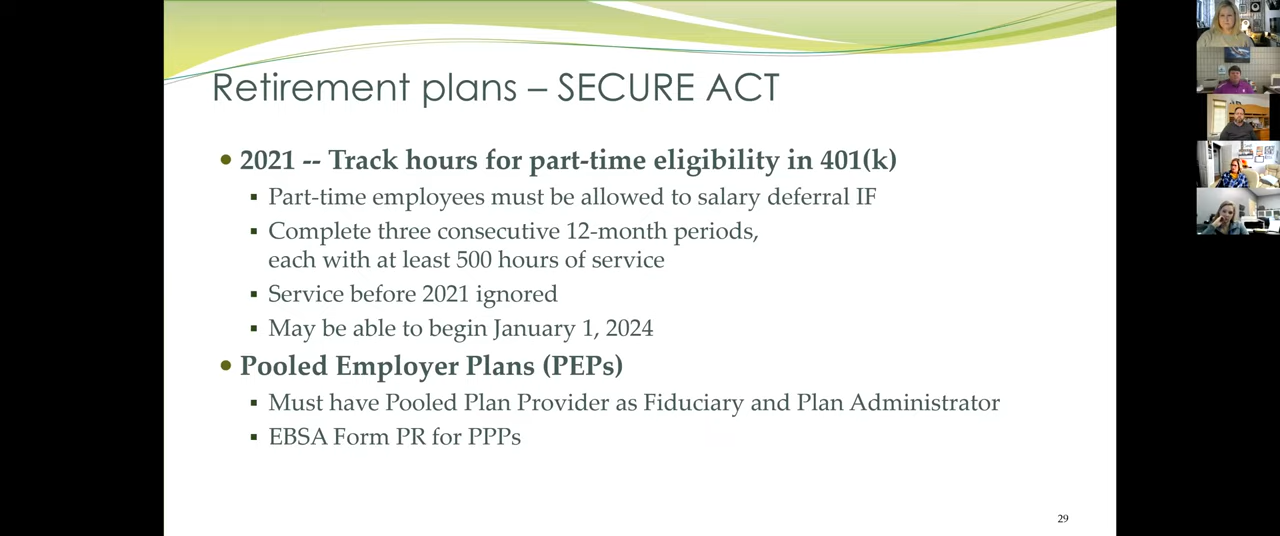 Retirement plans – SECURE ACT
• 2021 -- Track hours for part-time eligibility in 401(k)
▪ Part-time employees must be allowed to salary deferral IF
▪ Complete three consecutive 12-month periods,
each with at least 500 hours of service
▪ Service before 2021 ignored
▪ May be able to begin January 1, 2024
• Pooled Employer Plans (PEPs)
▪ Must have Pooled Plan Provider as Fiduciary and Plan Administrator
▪ EBSA Form PR for PPPs
29